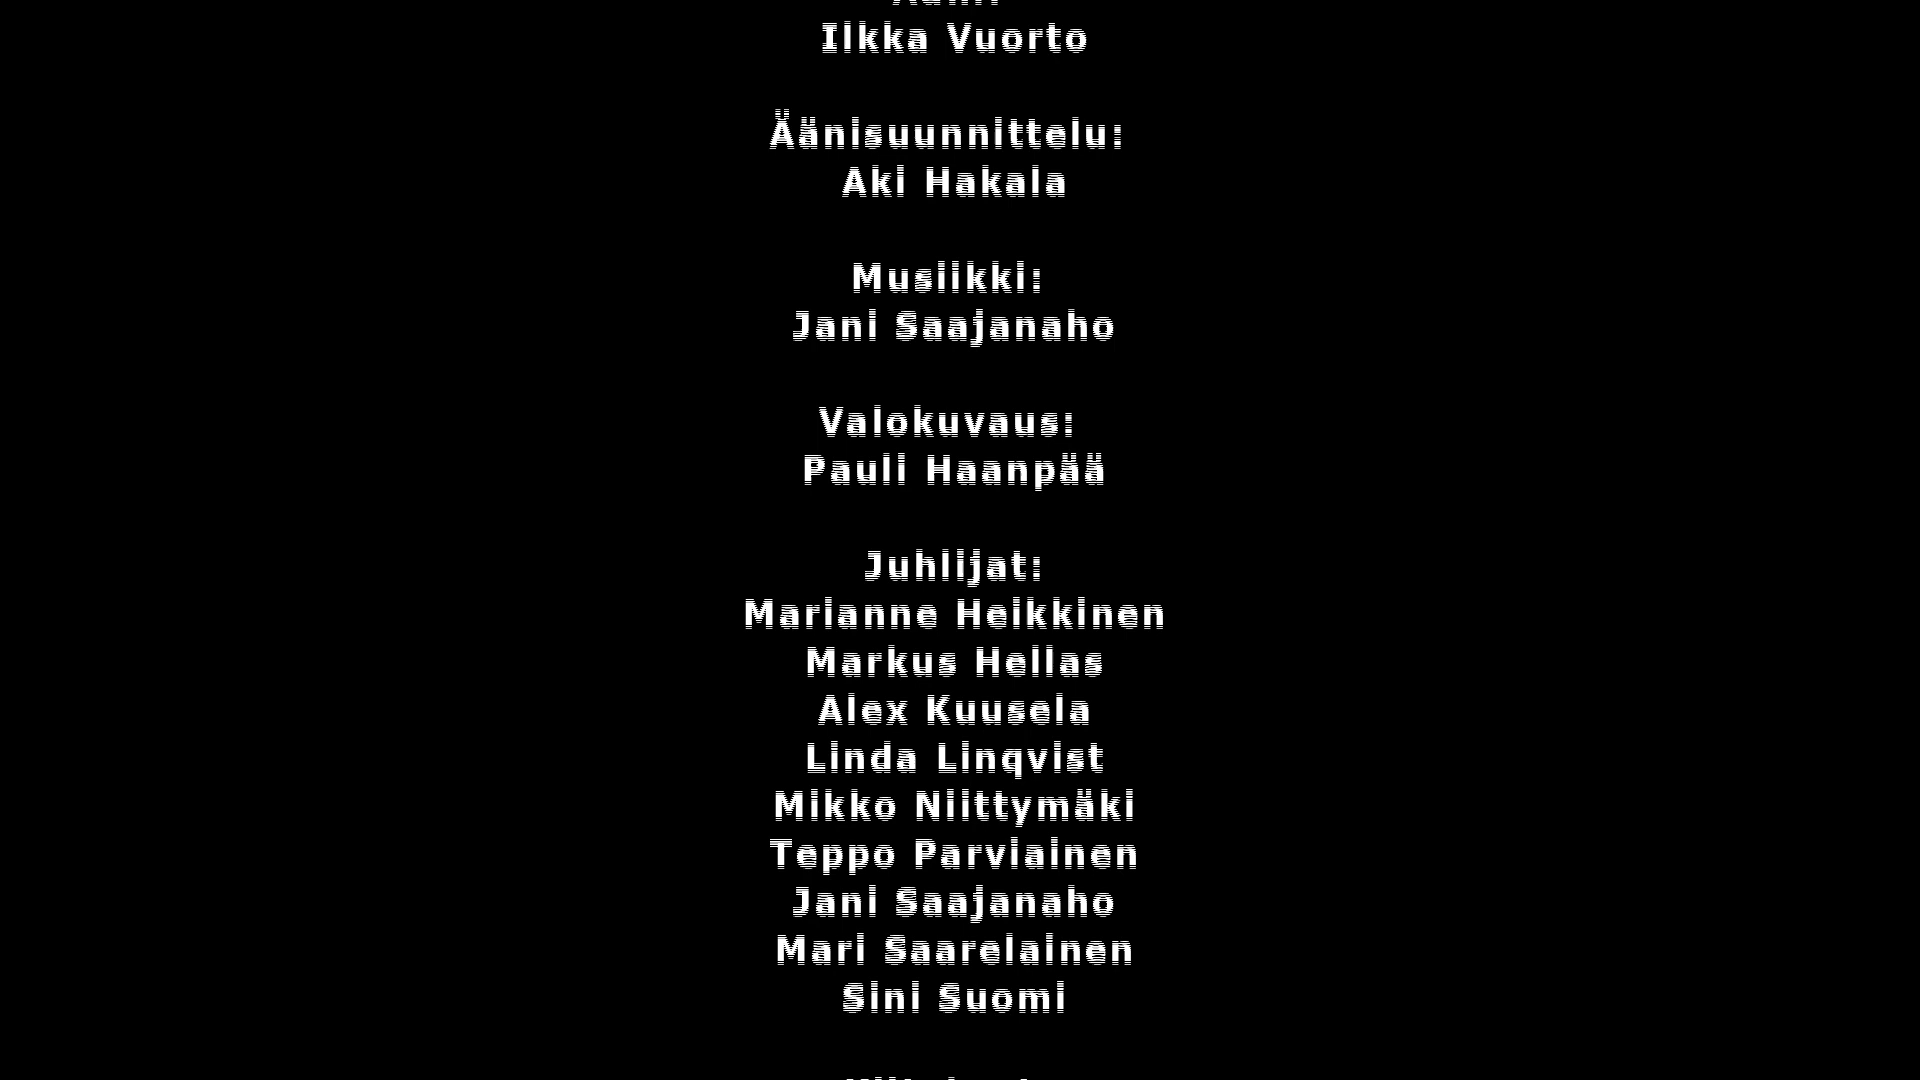 Ilkka Vuorto
Äänisuunnittelu:
Aki Hakala
Musiikki:
Jani Saajanaho
Valokuvaus:
Pauli Haanpää
Juhlijat:
Marianne Heikkinen
Markus Hellas
Alex Kuusela
Linda Linqvist
Mikko Niittymäki
Teppo Parviainen
Jani Saajanaho
Mari Saarelainen
Sini Suomi